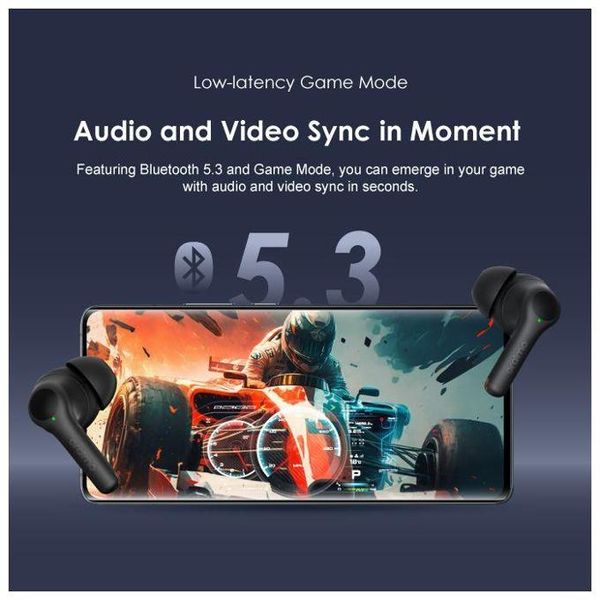 Low-latency Game Mode
Audio and Video Sync in Moment
Featuring Bluetooth 5.3 and Game Mode, you can emerge in your game
with audio and video sync in seconds.
5.3
P